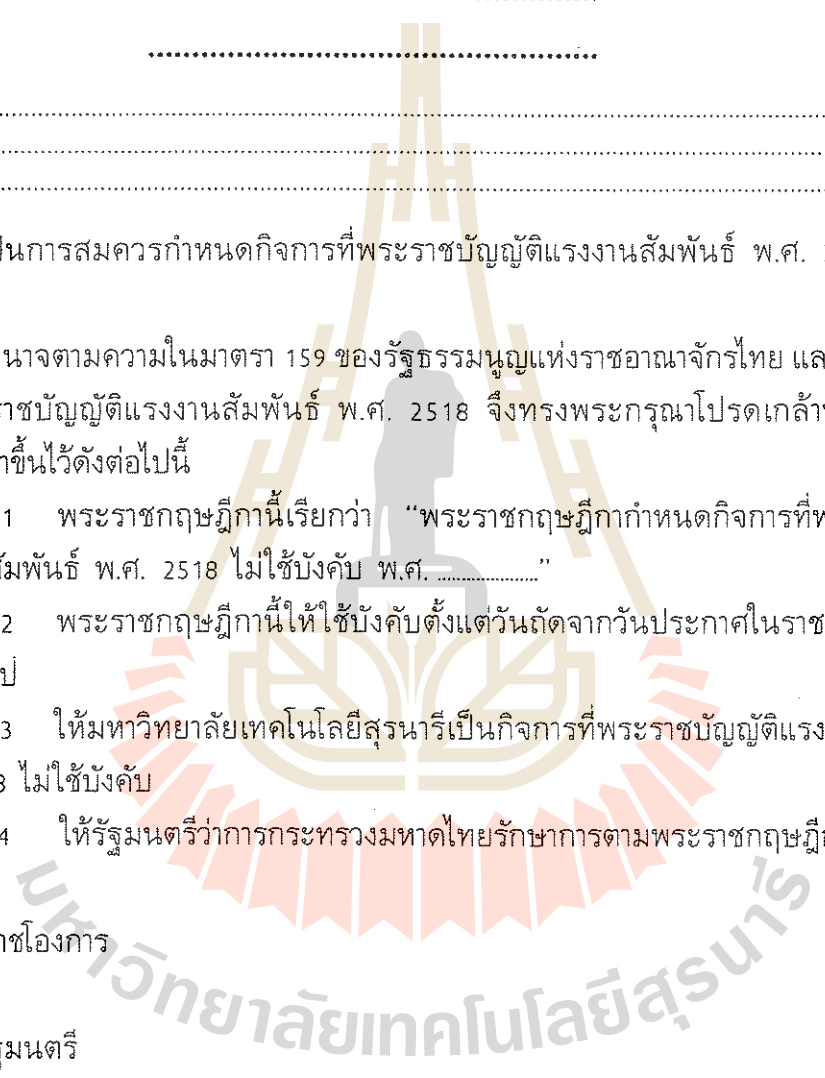 ป็นการสมควรกำหนดกิจการที่พระราชบัญญัติแรงงานสัมพันธ์ พ.ศ.
นาจตามความในมาตรา 159 ของรัฐธรรมนูญแห่งราชอาณาจักรไทย และ
ราชบัญญัติแรงงานสัมพันธ์ พ.ศ. 2518 จึงทรงพระกรุณาโปรดเกล้า
าขึ้นไว้ดังต่อไปนี้
1 พระราชกฤษฎีกานี้เรียกว่า “พระราชกฤษฎีกากำหนดกิจการที่พ
สัมพันธ์ พ.ศ. 2518 ไม่ใช้บังคับ พ.ศ. ..................”
2 พระราชกฤษฎีกานี้ให้ใช้บังคับตั้งแต่วันถัดจากวันประกาศในราช
ป
3 ให้มหาวิทยาลัยเทคโนโลยีสุรนารีเป็นกิจการที่พระราชบัญญัติแรง
8 ไม่ใช้บังคับ
4 ให้รัฐมนตรีว่าการกระทรวงมหาดไทยรักษาการตามพระราชกฤษฎี
าชโองการ
ฐมนตรี
มหาวิทยาลัยเทคโนโลยีสุรนารี